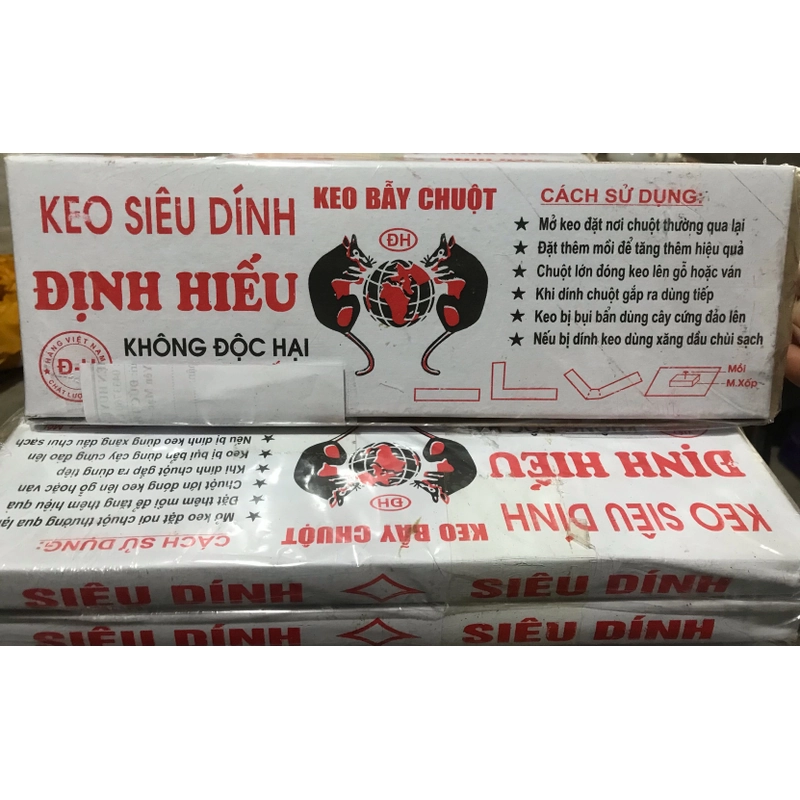 KEO SIÊU DÍNH
ĐỊNH HIẾU
KHÔNG ĐỘC HẠI
HÀNG VIỆT NAM
Đ-H
CHẤT LƯỢ
KEO BẪY CHUỘT
ĐH
CÁCH SỬ DỤNG:
★ Mở keo đặt nơi chuột thường qua lại
★ Đặt thêm mồi để tăng thêm hiệu quả
★ Chuột lớn đóng keo lên gỗ hoặc ván
★ Khi dính chuột gắp ra dùng tiếp
★ Keo bị bụi bẩn dùng cây cứng đảo lên
★ Nếu bị dính keo dùng xăng dầu chùi sạch
Mồi
M.Xốp
KEO SIÊU DÍNH
ĐỊNH HIẾU
KEO BẪY CHUỘT
ĐH
CÁCH SỬ DỤNG:
★ Mở keo đặt nơi chuột thường qua lại
★ Đặt thêm mồi để tăng thêm hiệu quả
★ Chuột lớn đóng keo lên gỗ hoặc ván
★ Khi dính chuột gắp ra dùng tiếp
★ Keo bị bụi bẩn dùng cây cứng đảo lên
★ Nếu bị dính keo dùng xăng dầu chùi sạch
SIÊU DÍNH SIÊU DÍNH
SIÊU DÍNH SIÊU DÍNH